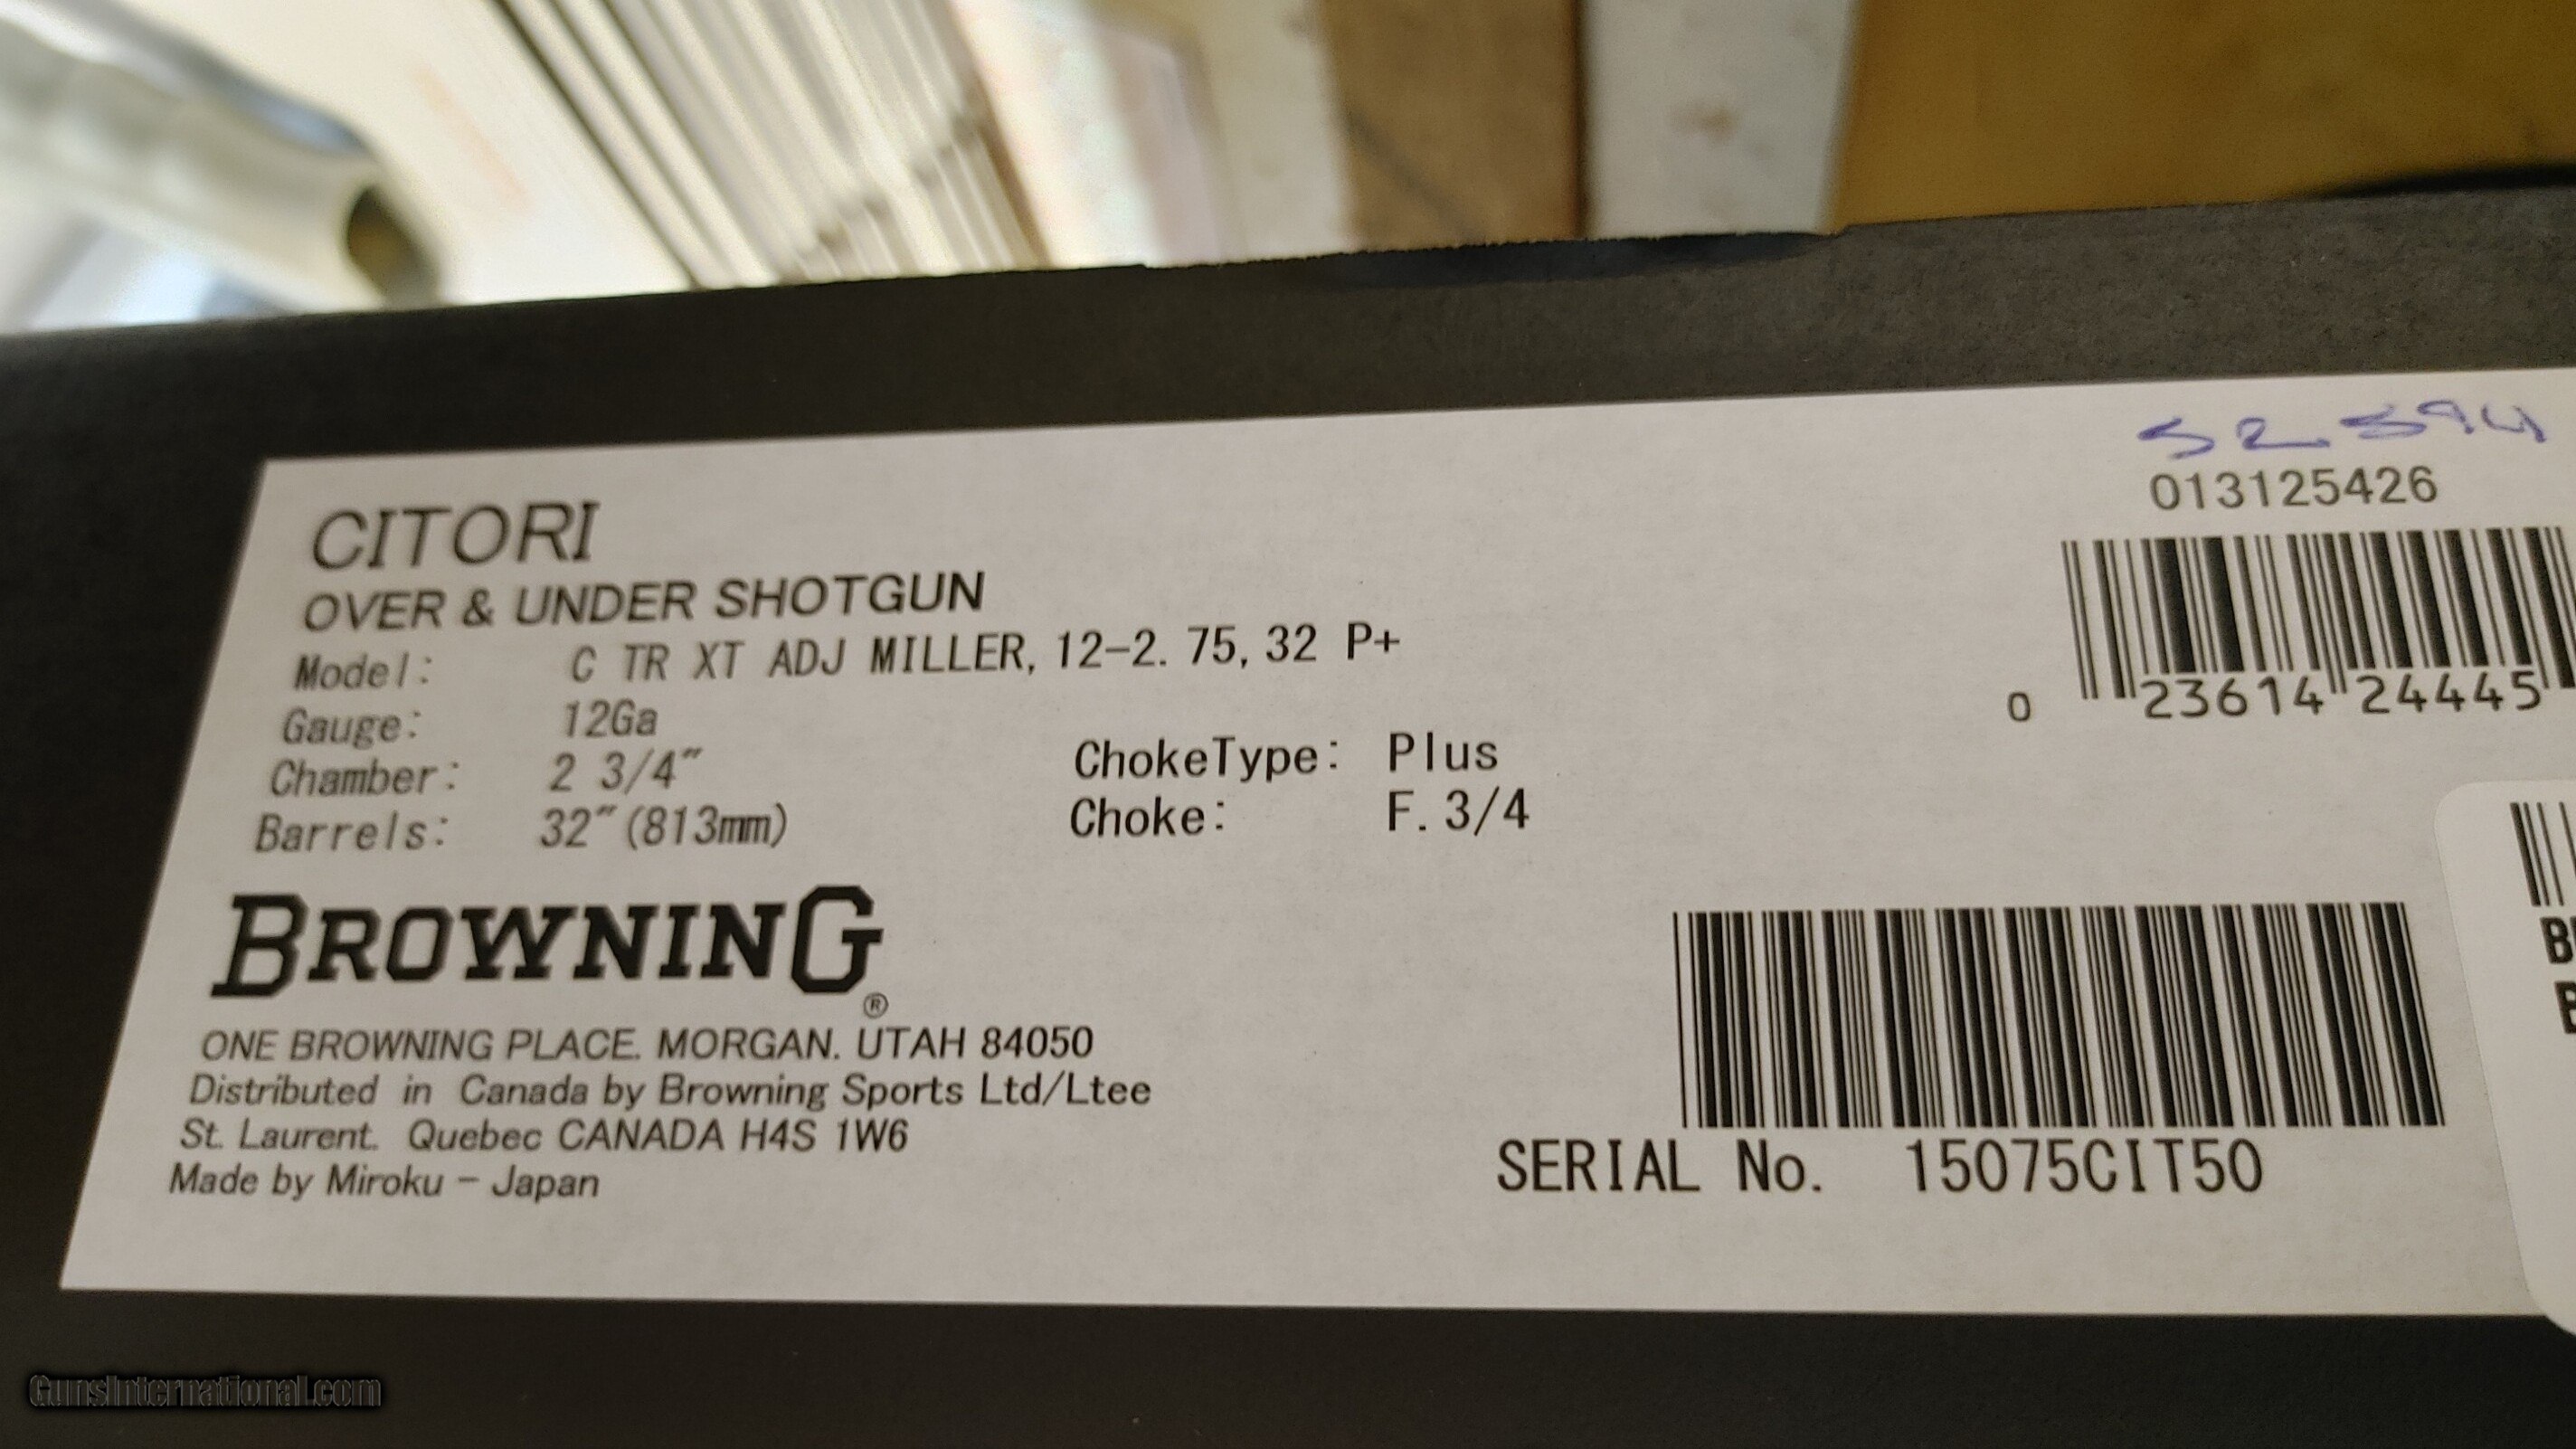 52594
013125426
CITORI
OVER & UNDER SHOTGUN
Model: C TR XT ADJ MILLER, 12-2. 75, 32 P+
Gauge: 12Ga
Chamber: 2 3/4"
Barrels: 32"(813mm)
ChokeType: Plus
Choke: F. 3/4
0 23614 24445
BROWNING®
ONE BROWNING PLACE. MORGAN. UTAH 84050
Distributed in Canada by Browning Sports Ltd/Ltee
St. Laurent. Quebec CANADA H4S 1W6
Made by Miroku - Japan
SERIAL No. 15075CIT50
GunsInternational.com